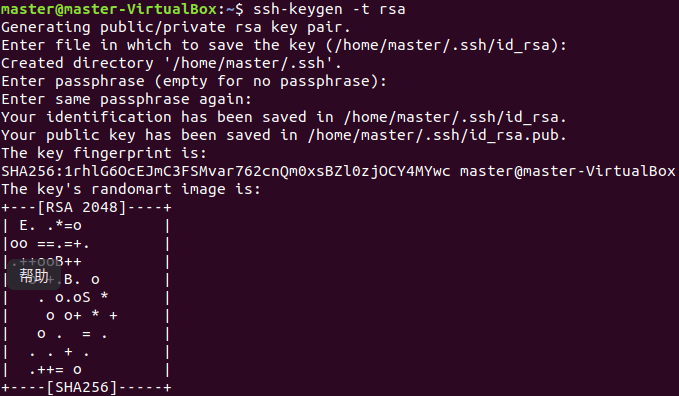 master@master-VirtualBox:~$ ssh-keygen -t rsa
Generating public/private rsa key pair.
Enter file in which to save the key (/home/master/.ssh/id_rsa):
Created directory '/home/master/.ssh'.
Enter passphrase (empty for no passphrase):
Enter same passphrase again:
Your identification has been saved in /home/master/.ssh/id_rsa.
Your public key has been saved in /home/master/.ssh/id_rsa.pub.
The key fingerprint is:
SHA256:1rhlG6OcEJmC3FSMvar762cnQm0xsBZl0zjOCY4MYwc master@master-VirtualBox
The key's randomart image is:
+---[RSA 2048]----+
| E. .*=o         |
|oo ==.=+.        |
|.++ooB++         |
帮助 +.B. o       |
|   . o.oS *      |
|    o o+ * +     |
|   o .  = .      |
|  . . + .        |
|  .++= o         |
+----[SHA256]-----+